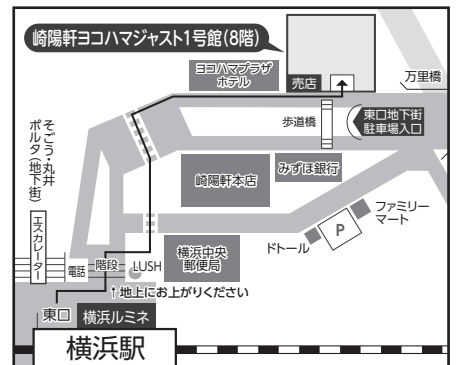 崎陽軒ヨコハマジャスト1号館(8階)
ヨコハマプラザ
ホテル
売店
万里橋
歩道橋
東口地下街
駐車場入口
そごう・丸井
ポルタ(地下街)
崎陽軒本店
みずほ銀行
エスカレーター
ファミリー
マート
P
ドトール
横浜中央
郵便局
電話
階段
LUSH
↑地上にお上がりください
東口
横浜ルミネ
横浜駅